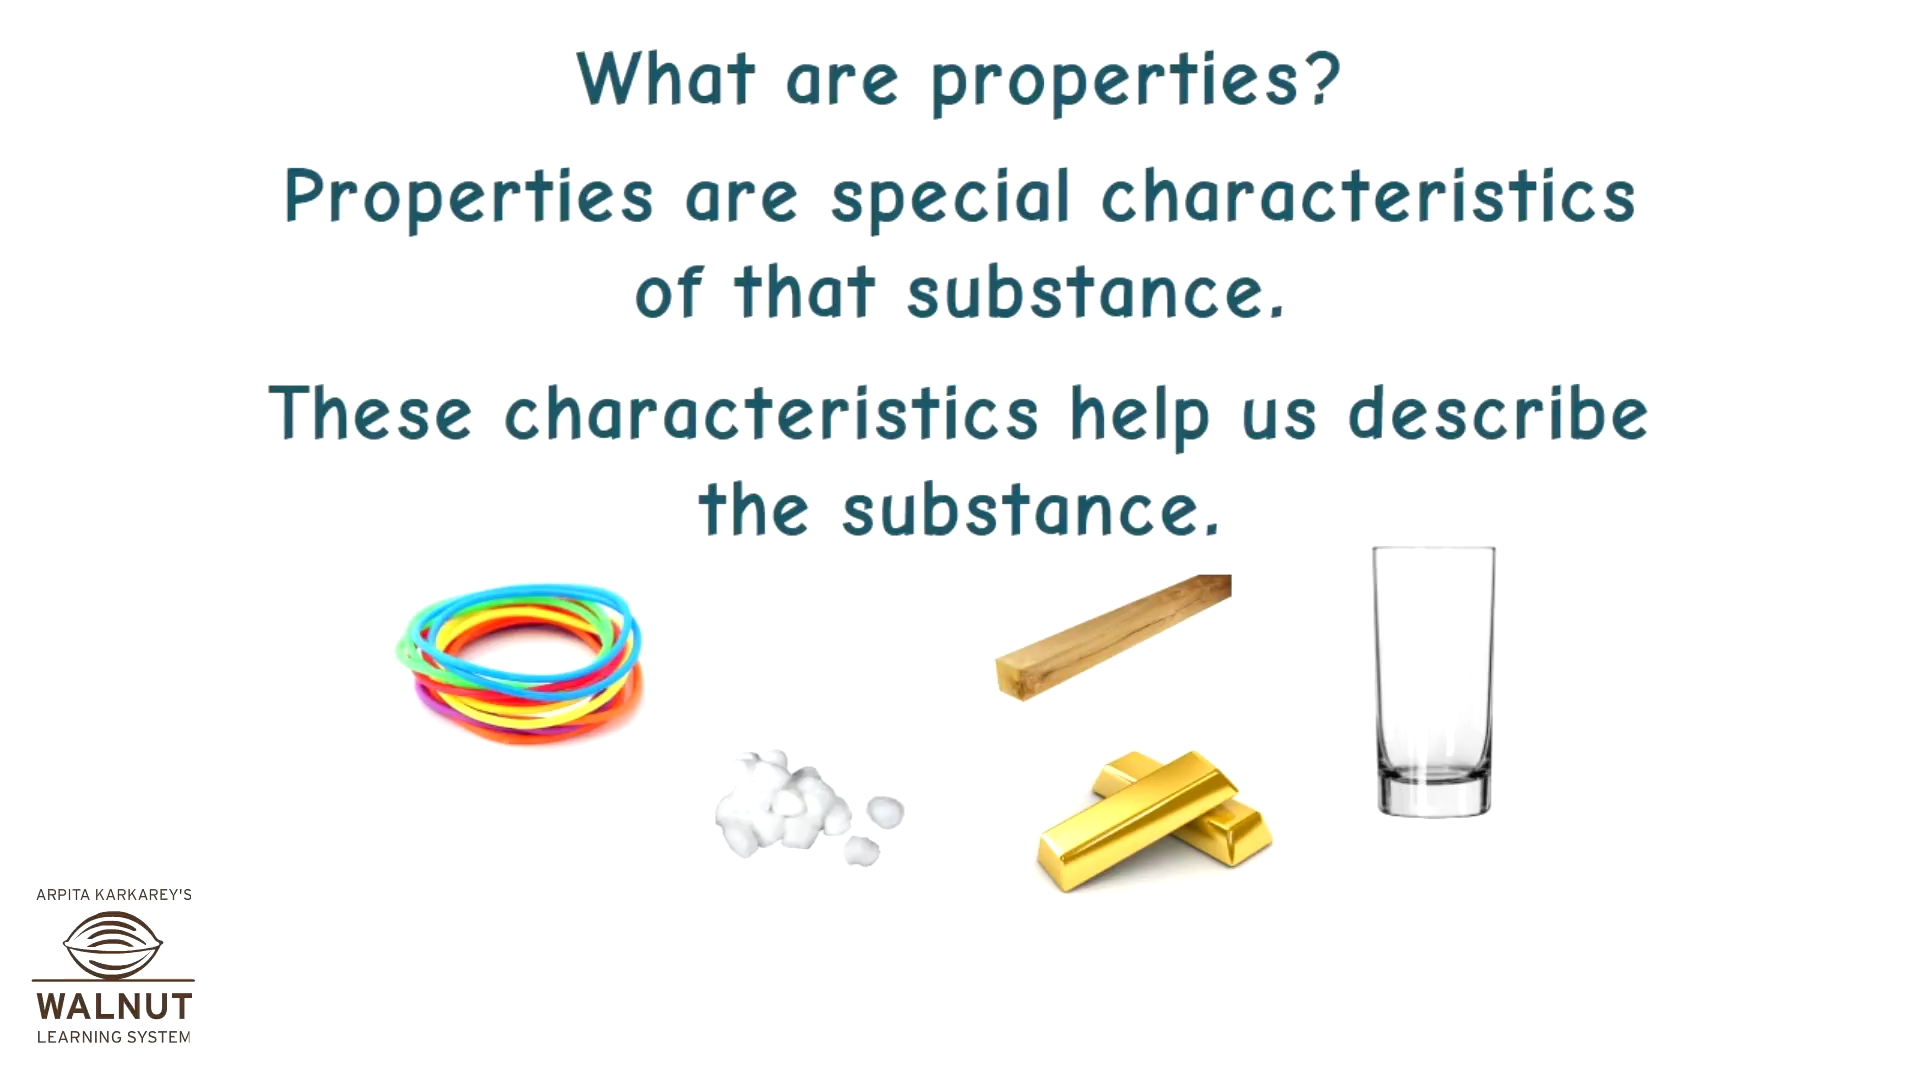 What are properties?
Properties are special characteristics
of that substance.
These characteristics help us describe
the substance.
ARPITA KARKAREY'S
WALNUT
LEARNING SYSTEM